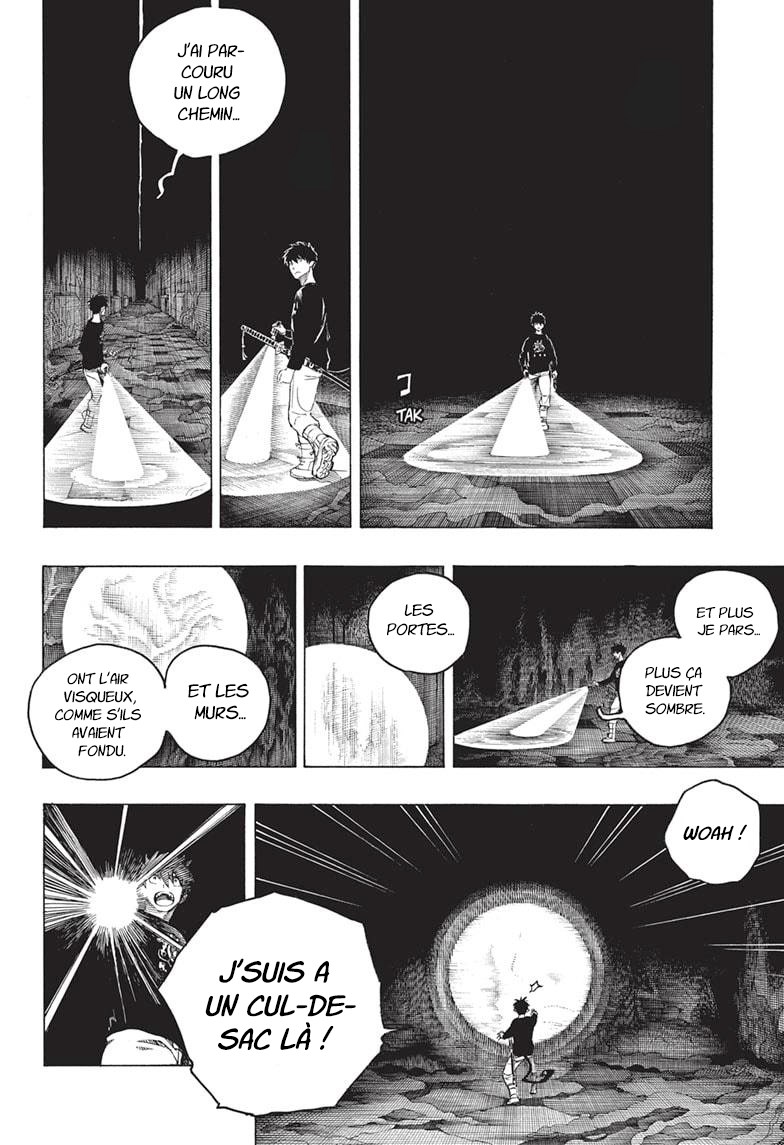 コ
TAK
J'AI PAR-
COURU
UN LONG
CHEMIN...
ET PLUS
JE PARS...
PLUS ÇA
DEVIENT
SOMBRE.
LES
PORTES...
ET LES
MURS...
ONT L'AIR
VISQUEUX,
COMME S'ILS
AVAIENT
FONDU.
WOAH !
J'SUIS A
UN CUL-DE-
SAC LÀ !